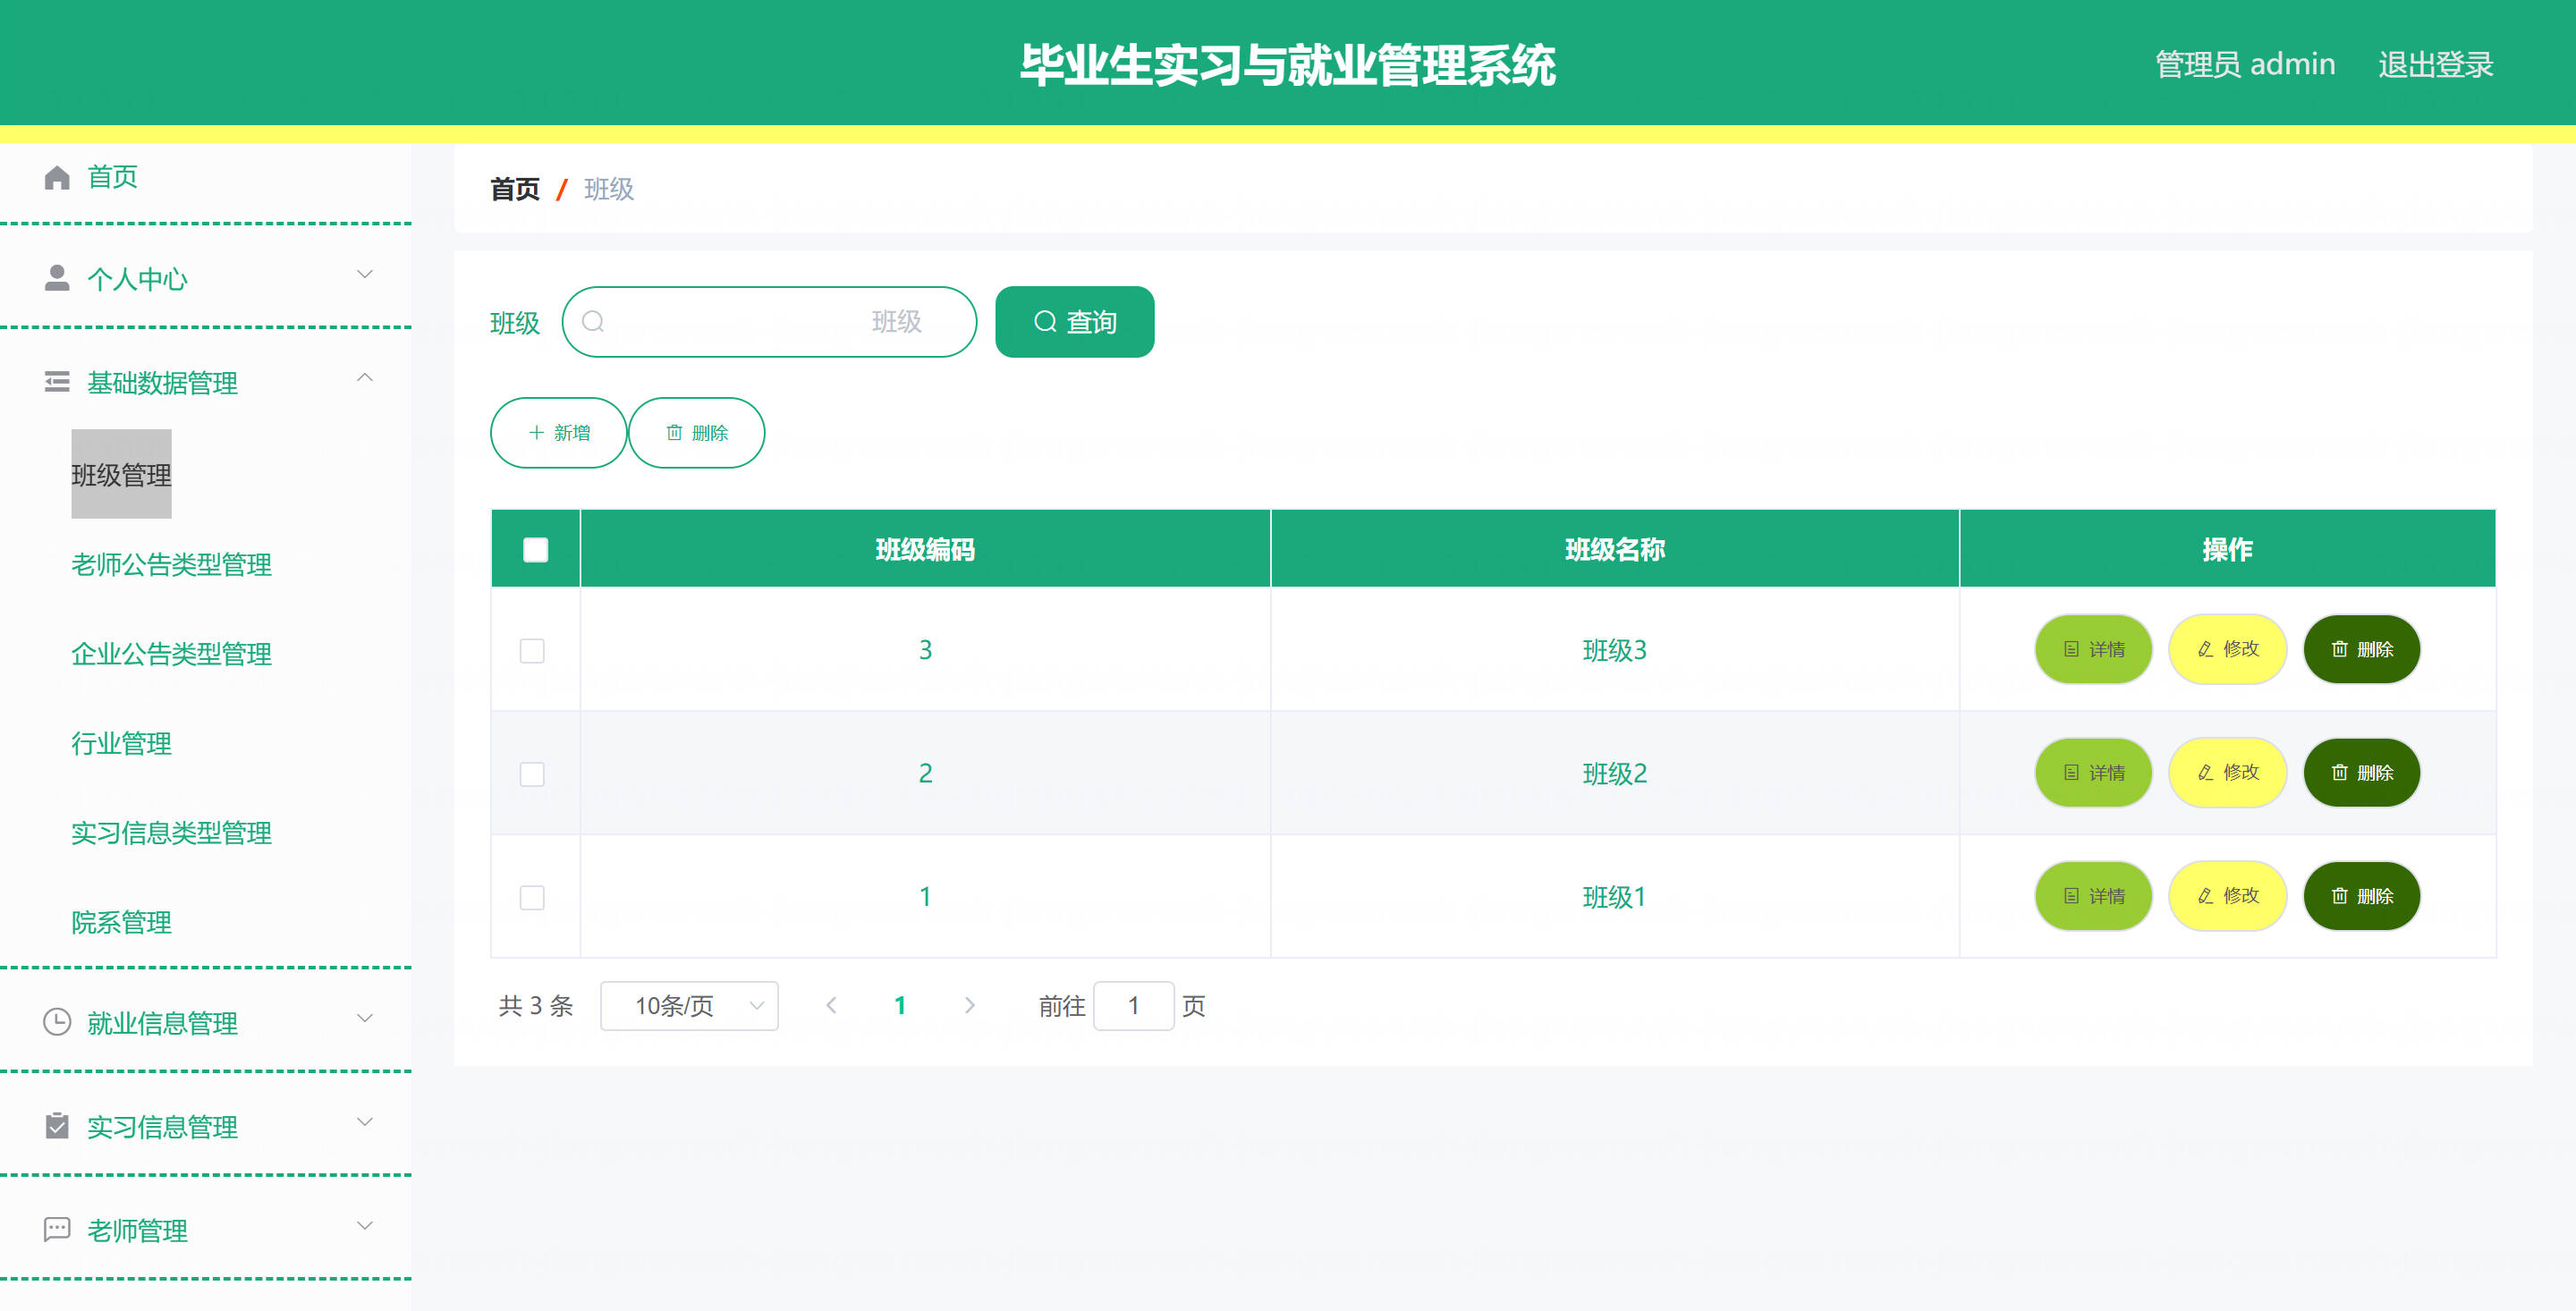 毕业生实习与就业管理系统
管理员 admin 退出登录
首页
个人中心
基础数据管理
班级管理
老师公告类型管理
企业公告类型管理
行业管理
实习信息类型管理
院系管理
就业信息管理
实习信息管理
老师管理
首页 / 班级
班级 班级 查询
新增 删除
班级编码 班级名称 操作
3 班级3 详情 修改 删除
2 班级2 详情 修改 删除
1 班级1 详情 修改 删除
共 3 条 10条/页 1 前往 1 页